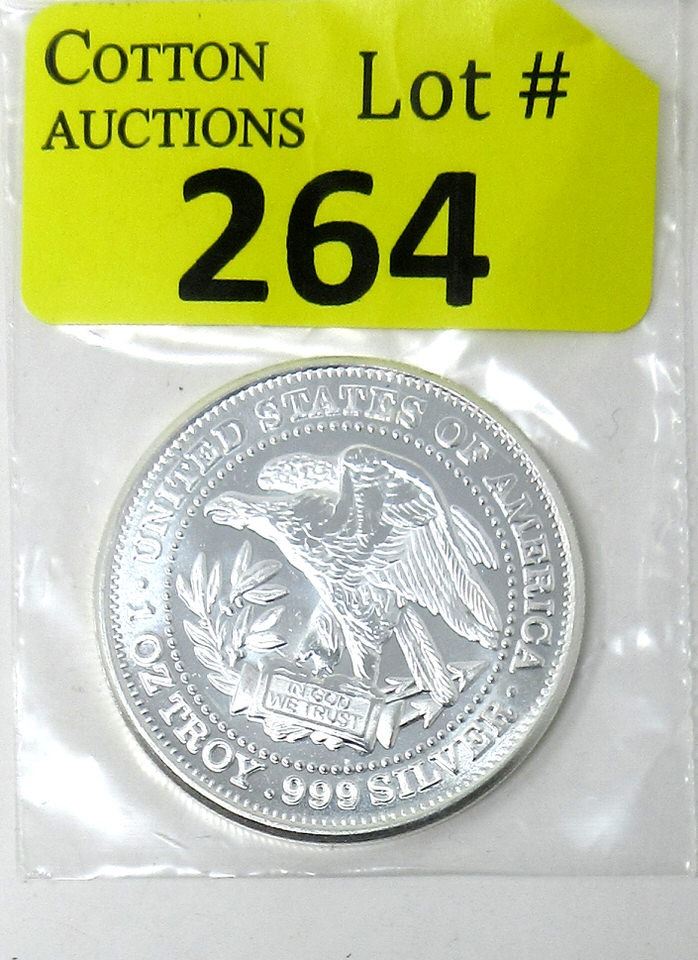 COTTON
AUCTIONS
Lot #
264
UNITED STATES OF AMERICA
IN GOD
WE TRUST
1 OZ TROY . 999 SILVER